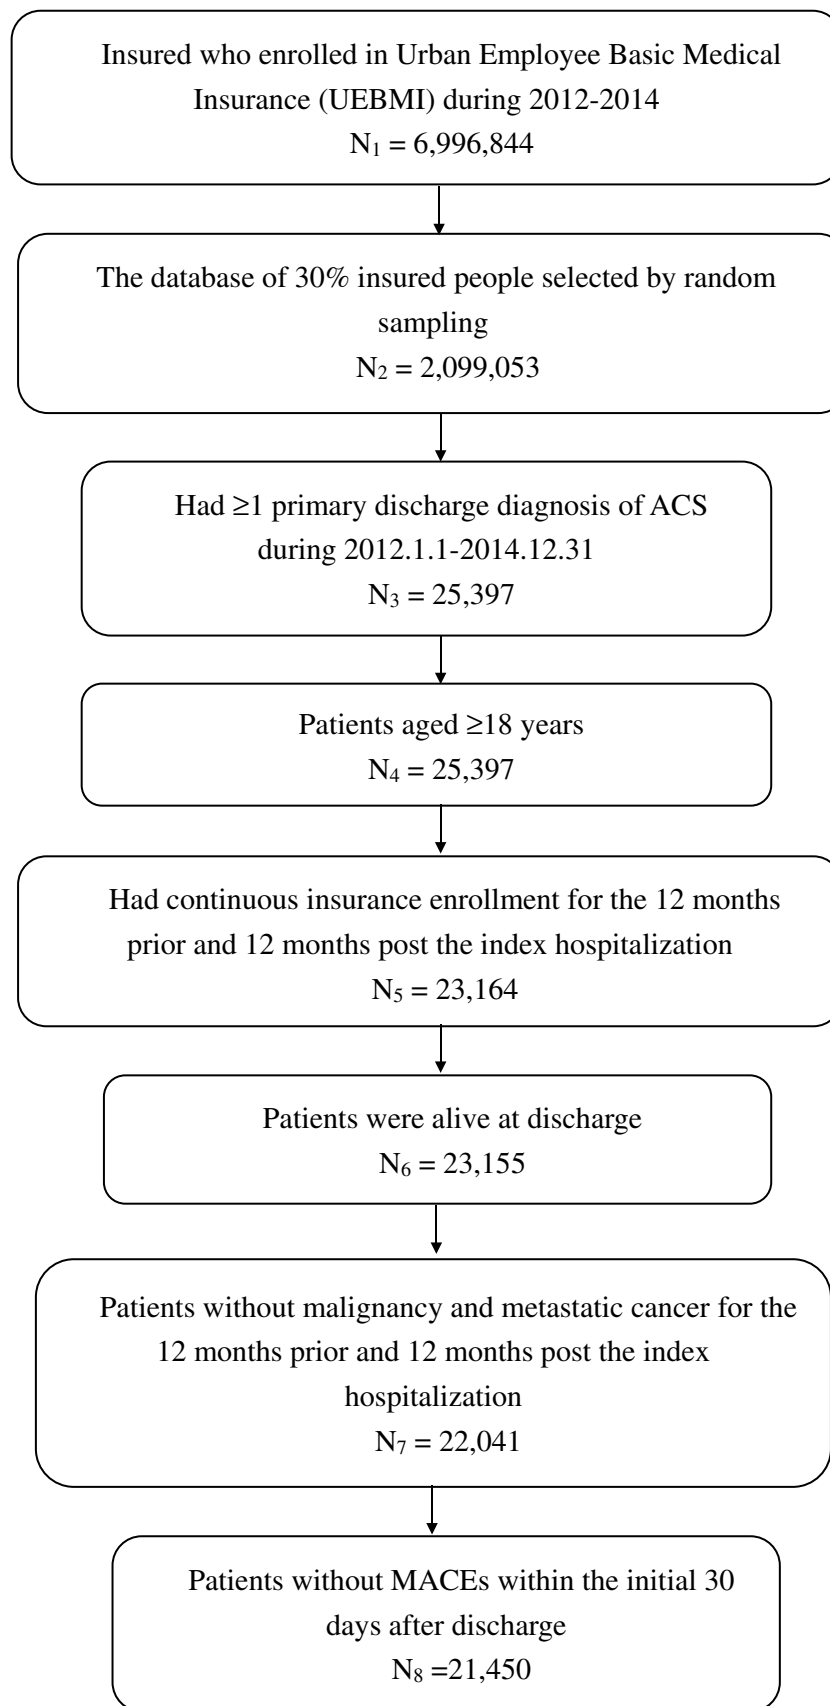 Insured who enrolled in Urban Employee Basic Medical
Insurance (UEBMI) during 2012-2014
N₁ = 6,996,844
The database of 30% insured people selected by random
sampling
N₂ = 2,099,053
Had ≥1 primary discharge diagnosis of ACS
during 2012.1.1-2014.12.31
N₃ = 25,397
Patients aged ≥18 years
N₄ = 25,397
Had continuous insurance enrollment for the 12 months
prior and 12 months post the index hospitalization
N₅ = 23,164
Patients were alive at discharge
N₆ = 23,155
Patients without malignancy and metastatic cancer for the
12 months prior and 12 months post the index
hospitalization
N₇ = 22,041
Patients without MACEs within the initial 30
days after discharge
N₈ =21,450